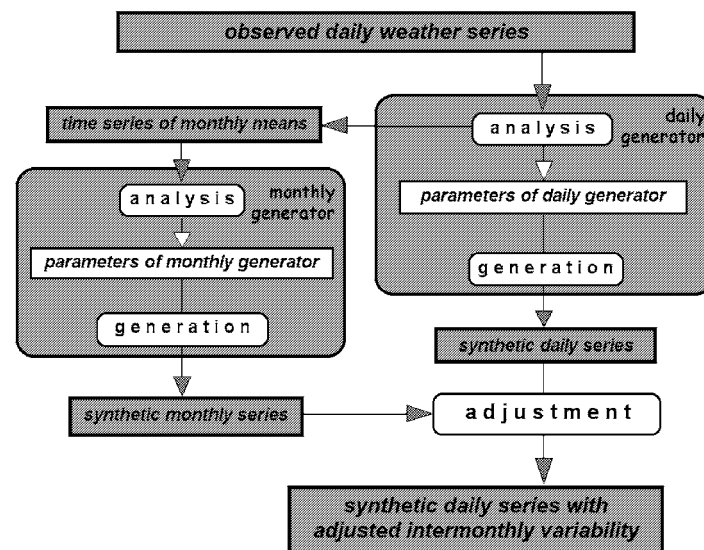 observed daily weather series
time series of monthly means
analysis
daily
generator
analysis
monthly
generator
parameters of daily generator
parameters of monthly generator
generation
generation
synthetic daily series
synthetic monthly series
adjustment
synthetic daily series with
adjusted intermonthly variability